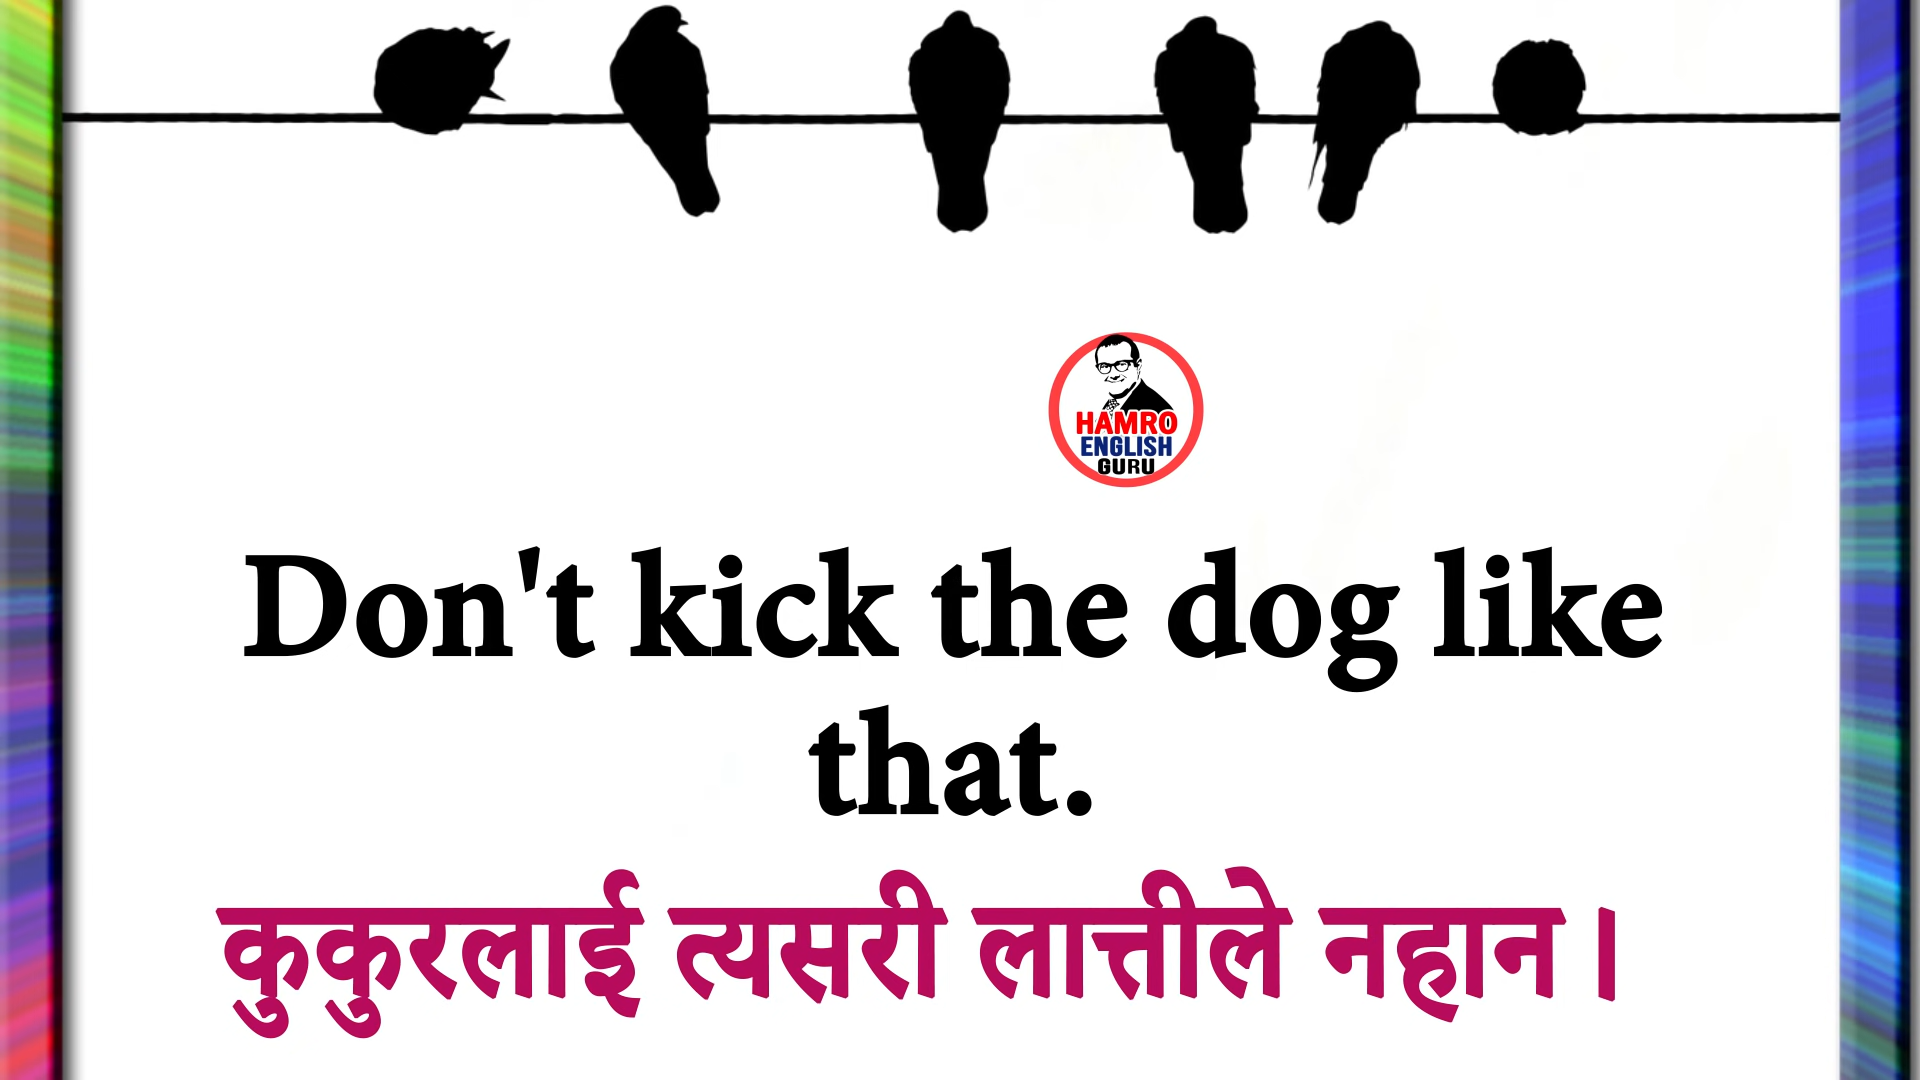 HAMRO
ENGLISH
GURU
Don't kick the dog like
that.
कुकुरलाई त्यसरी लात्तीले नहान ।